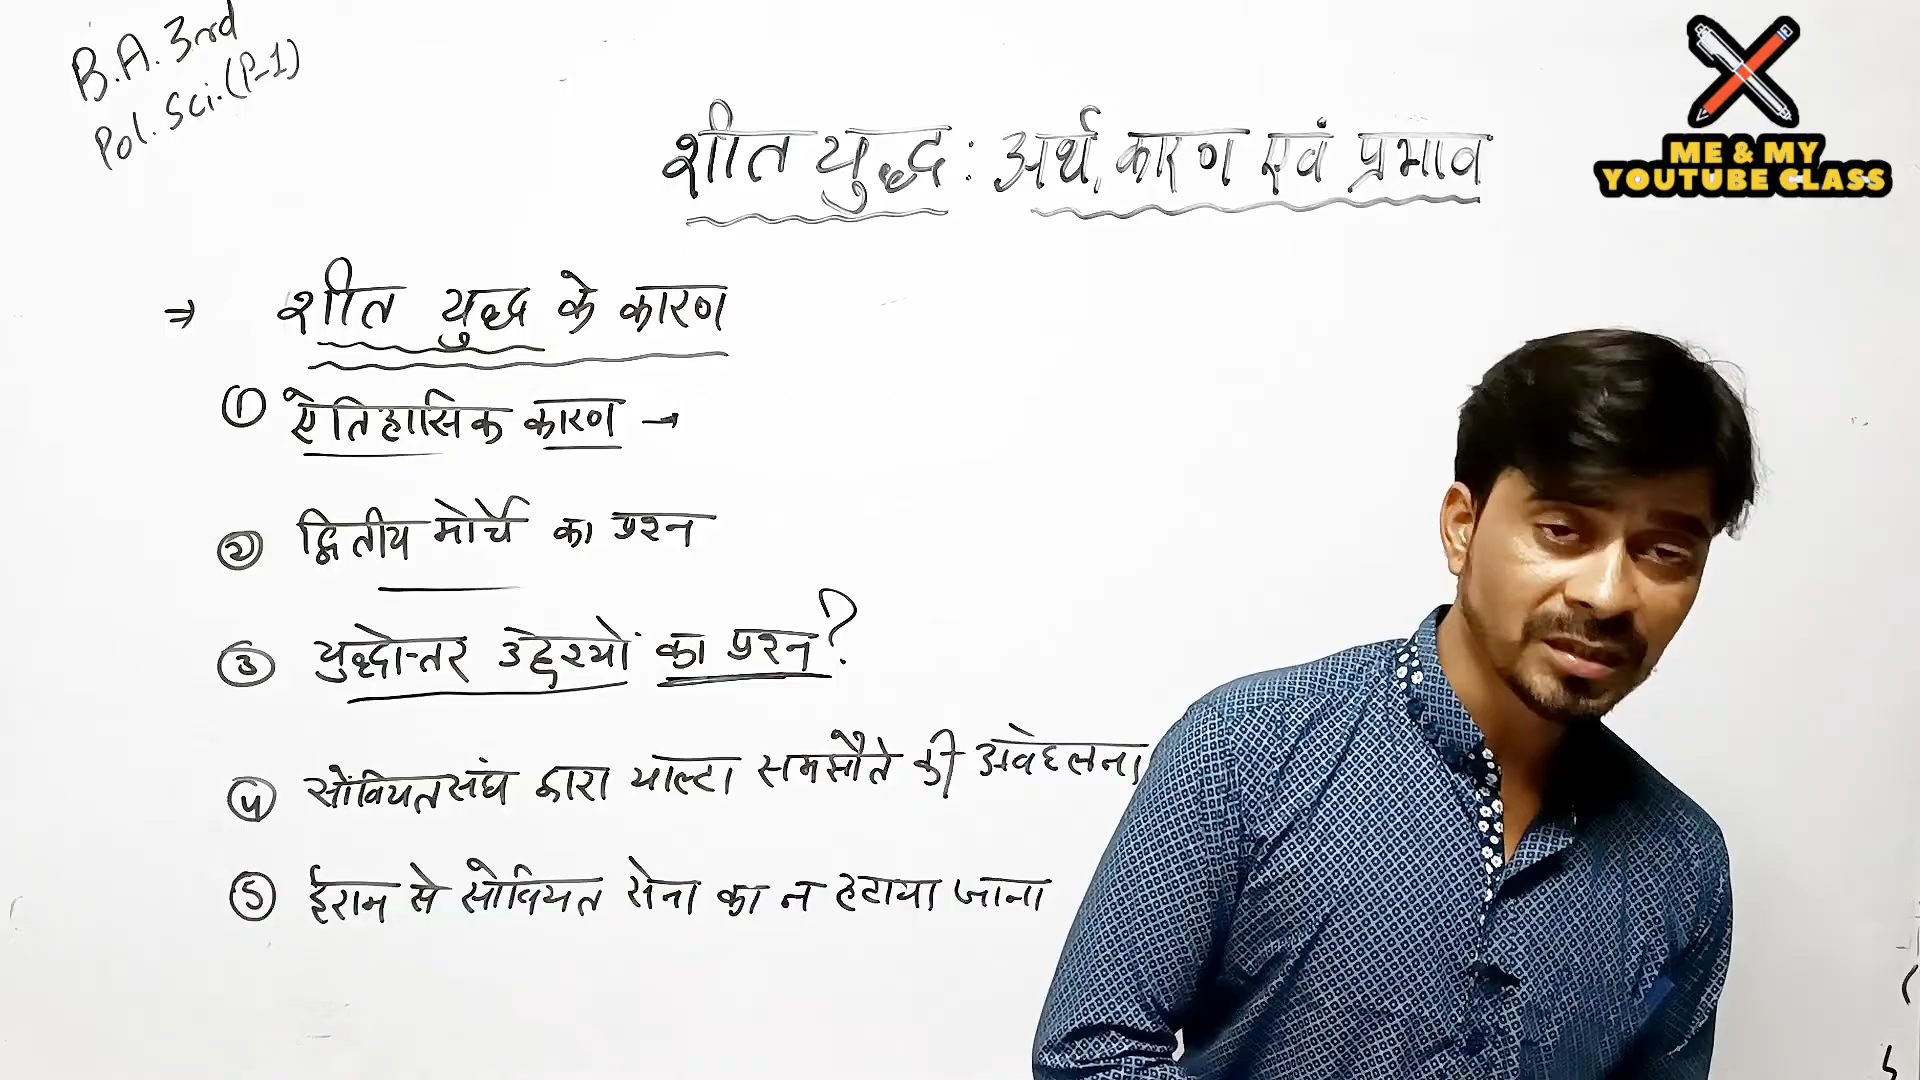 B.A. 3rd
Pol. Sci. (P-1)
शीत युद्ध : अर्थ, कारण एवं प्रभाव
ME & MY
YOUTUBE CLASS
⇒ शीत युद्ध के कारण
① ऐतिहासिक कारण →
② द्वितीय मोर्चे का प्रश्न
③ युद्धोत्तर उद्देश्यों का प्रश्न?
④ सोवियत संघ द्वारा याल्टा समझौते की अवहेलना
⑤ ईरान से सोवियत सेना का न हटाया जाना